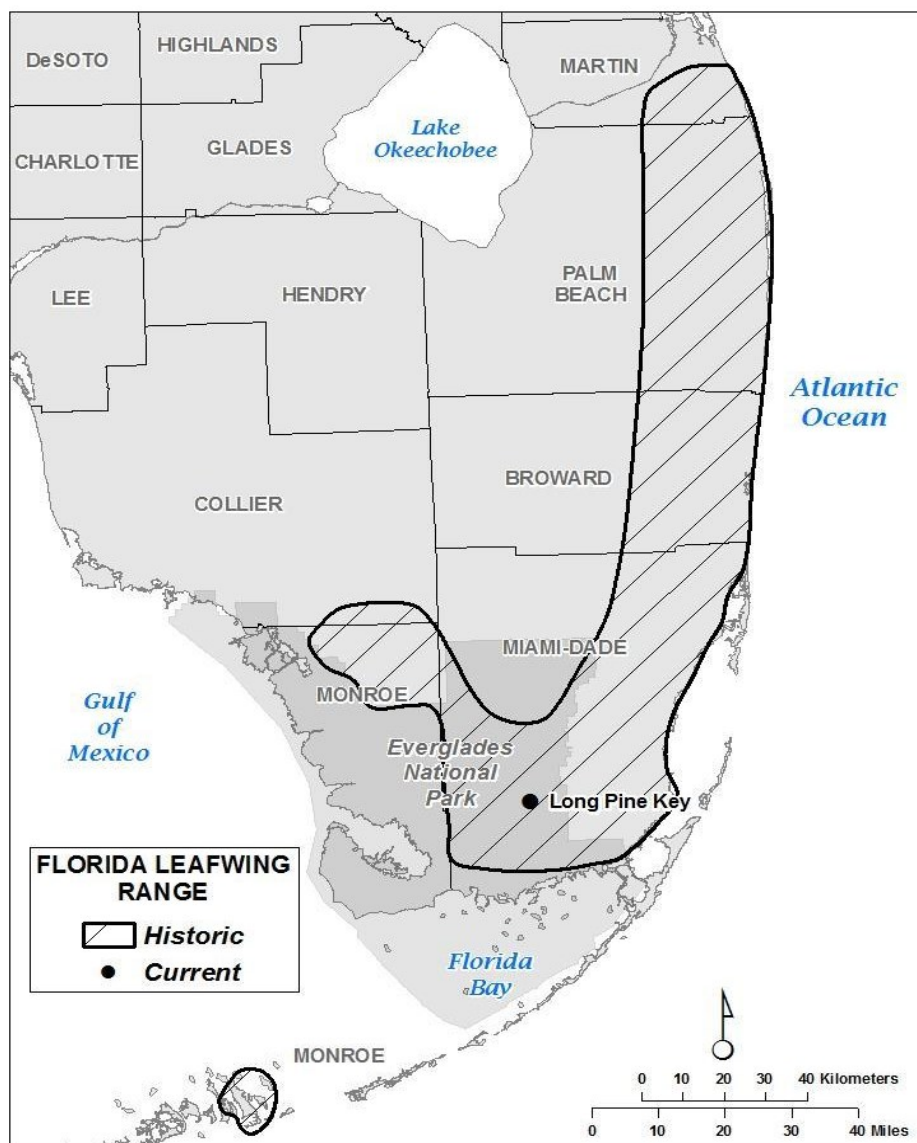 HIGHLANDS
DeSOTO
MARTIN
Lake
Okeechobee
GLADES
CHARLOTTE
PALM
BEACH
LEE
HENDRY
Atlantic
Ocean
BROWARD
COLLIER
MIAMI-DADE
MONROE
Gulf
of
Mexico
Everglades
National
Park
Long Pine Key
FLORIDA LEAFWING
RANGE
Historic
Current
Florida
Bay
MONROE
0 10 20 30 40 Kilometers
0 10 20 30 40 Miles